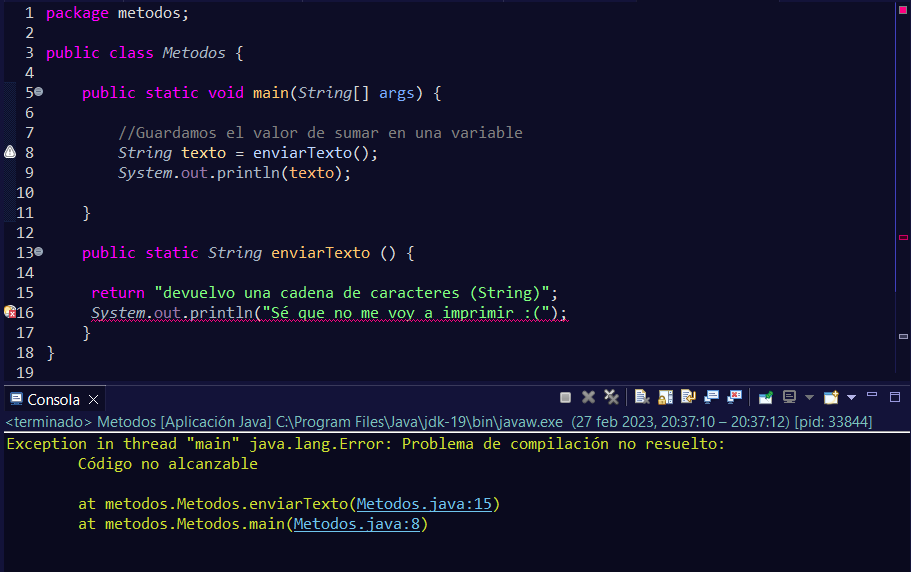 1 package metodos;
2
3 public class Metodos {
4
5 public static void main(String[] args) {
6
7 //Guardamos el valor de sumar en una variable
8 String texto = enviarTexto();
9 System.out.println(texto);
10
11 }
12
13 public static String enviarTexto () {
14
15 return "devuelvo una cadena de caracteres (String)";
16 System.out.println("Sé que no me voy a imprimir :(");
17 }
18 }
19
Consola
<terminado> Metodos [Aplicación Java] C:\Program Files\Java\jdk-19\bin\javaw.exe (27 feb 2023, 20:37:10 – 20:37:12) [pid: 33844]
Exception in thread "main" java.lang.Error: Problema de compilación no resuelto:
Código no alcanzable
at metodos.Metodos.enviarTexto(Metodos.java:15)
at metodos.Metodos.main(Metodos.java:8)